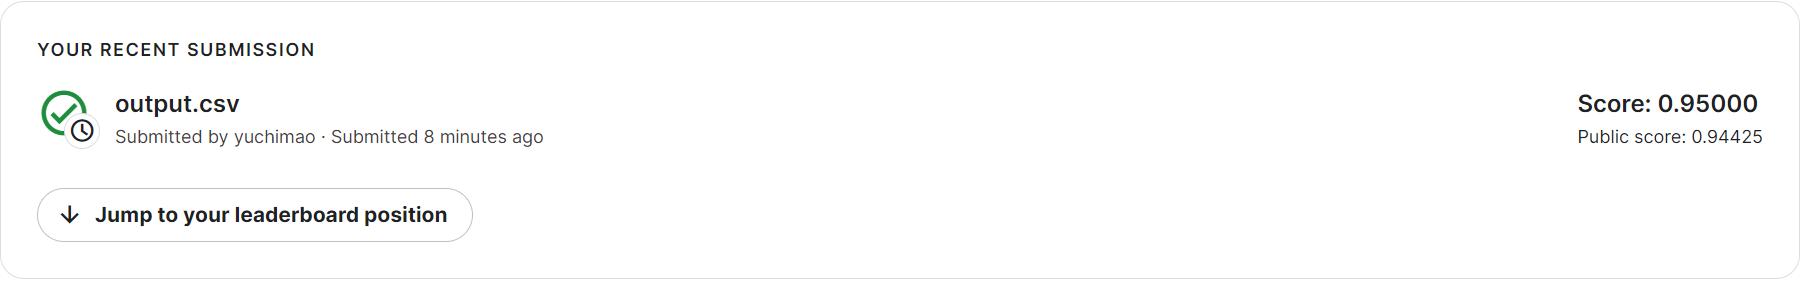 YOUR RECENT SUBMISSION
output.csv
Score: 0.95000
Submitted by yuchimao · Submitted 8 minutes ago
Public score: 0.94425
Jump to your leaderboard position